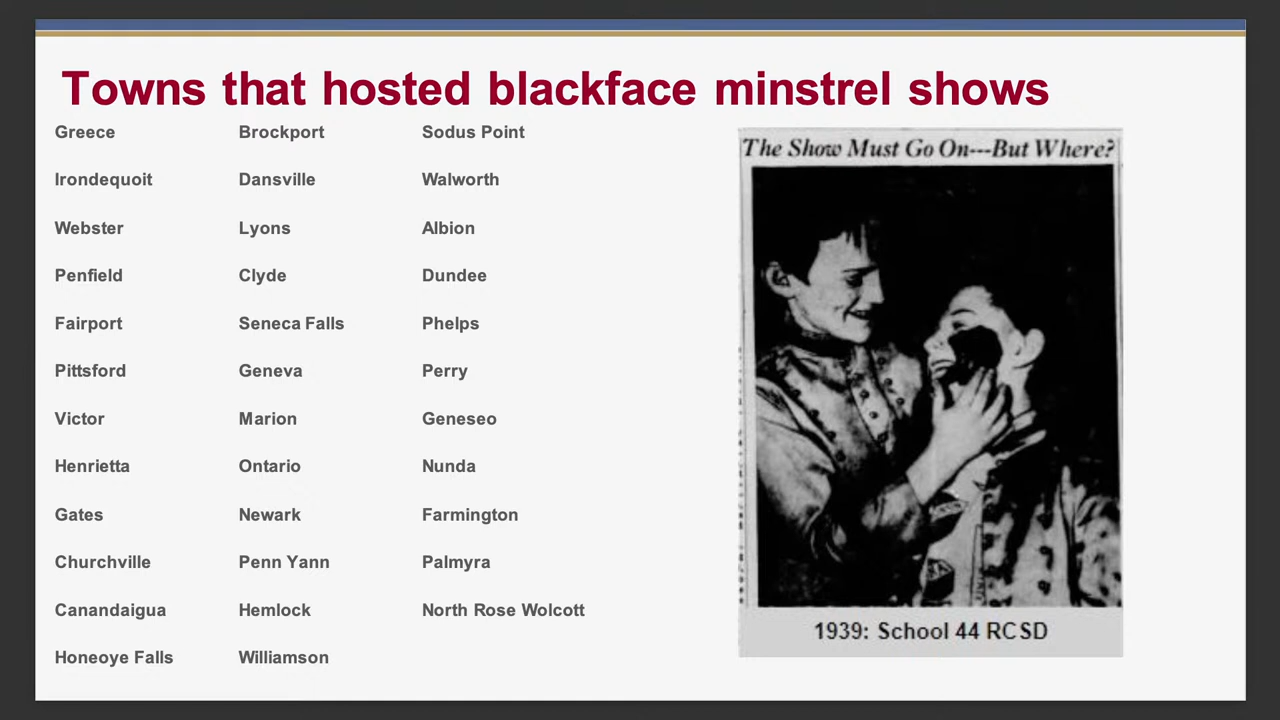 Towns that hosted blackface minstrel shows
Greece
Irondequoit
Webster
Penfield
Fairport
Pittsford
Victor
Henrietta
Gates
Churchville
Canandaigua
Honeoye Falls
Brockport
Dansville
Lyons
Clyde
Seneca Falls
Geneva
Marion
Ontario
Newark
Penn Yann
Hemlock
Williamson
Sodus Point
Walworth
Albion
Dundee
Phelps
Perry
Geneseo
Nunda
Farmington
Palmyra
North Rose Wolcott
The Show Must Go On---But Where?
1939: School 44 RCSD